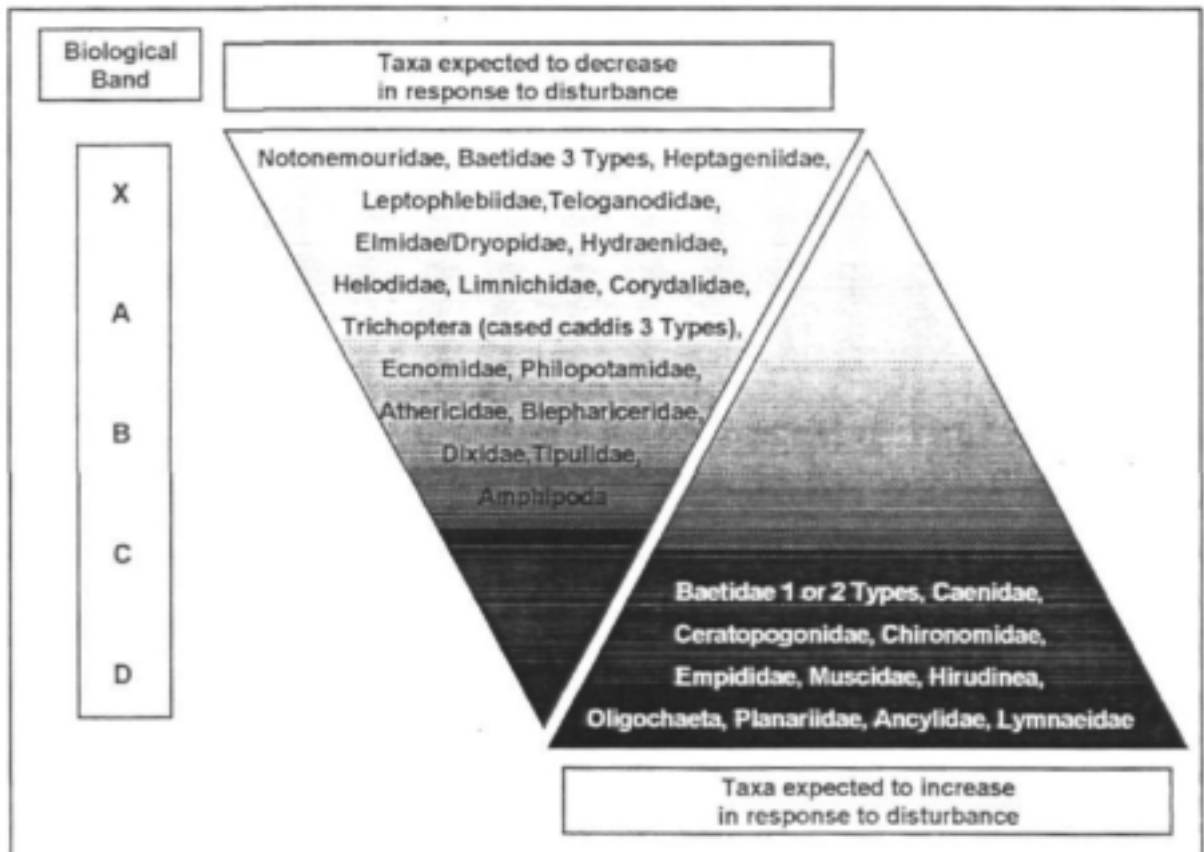 Biological
Band
Taxa expected to decrease
in response to disturbance
X
A
B
C
D
Notonemouridae, Baetidae 3 Types, Heptageniidae,
Leptophlebiidae,Teloganodidae,
Elmidae/Dryopidae, Hydraenidae,
Helodidae, Limnichidae, Corydalidae,
Trichoptera (cased caddis 3 Types),
Ecnomidae, Philopotamidae,
Athericidae, Blephariceridae,
Dixidae,Tipulidae,
Amphipoda
Baetidae 1 or 2 Types, Caenidae,
Ceratopogonidae, Chironomidae,
Empididae, Muscidae, Hirudinea,
Oligochaeta, Planariidae, Ancylidae, Lymnaeidae
Taxa expected to increase
in response to disturbance